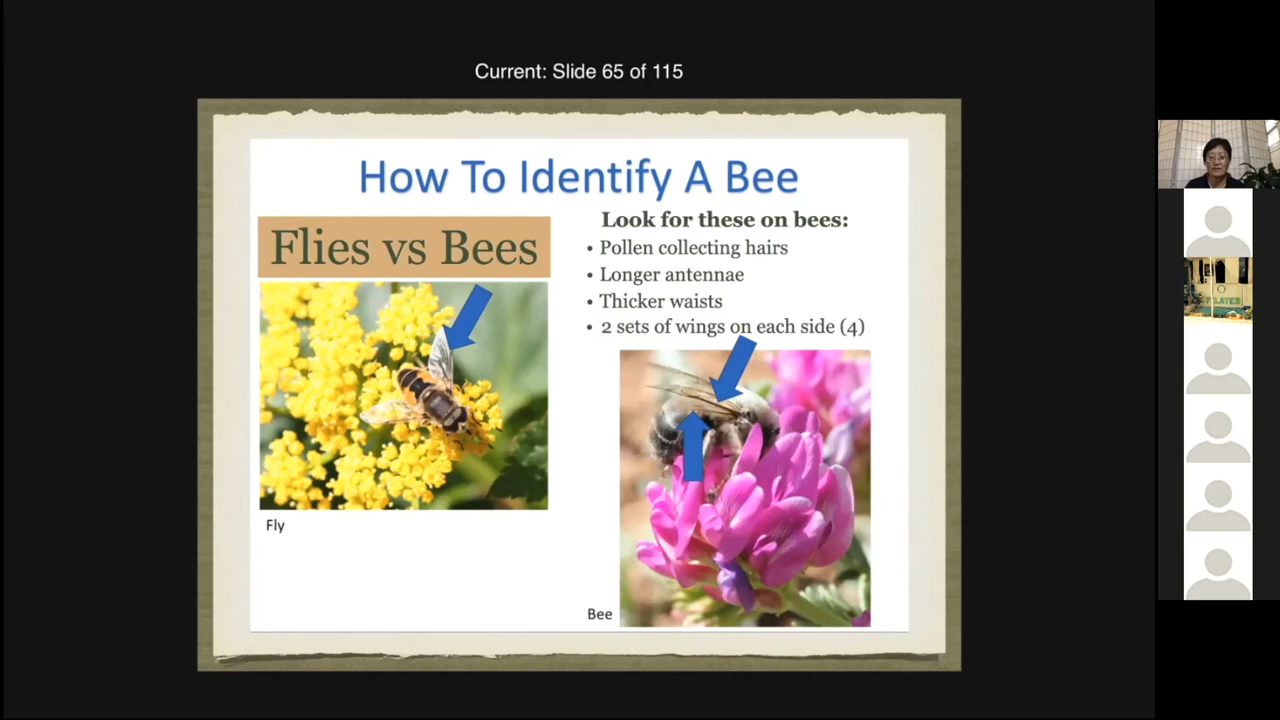 Current: Slide 65 of 115
How To Identify A Bee
Flies vs Bees
Look for these on bees:
• Pollen collecting hairs
• Longer antennae
• Thicker waists
• 2 sets of wings on each side (4)
Fly
Bee